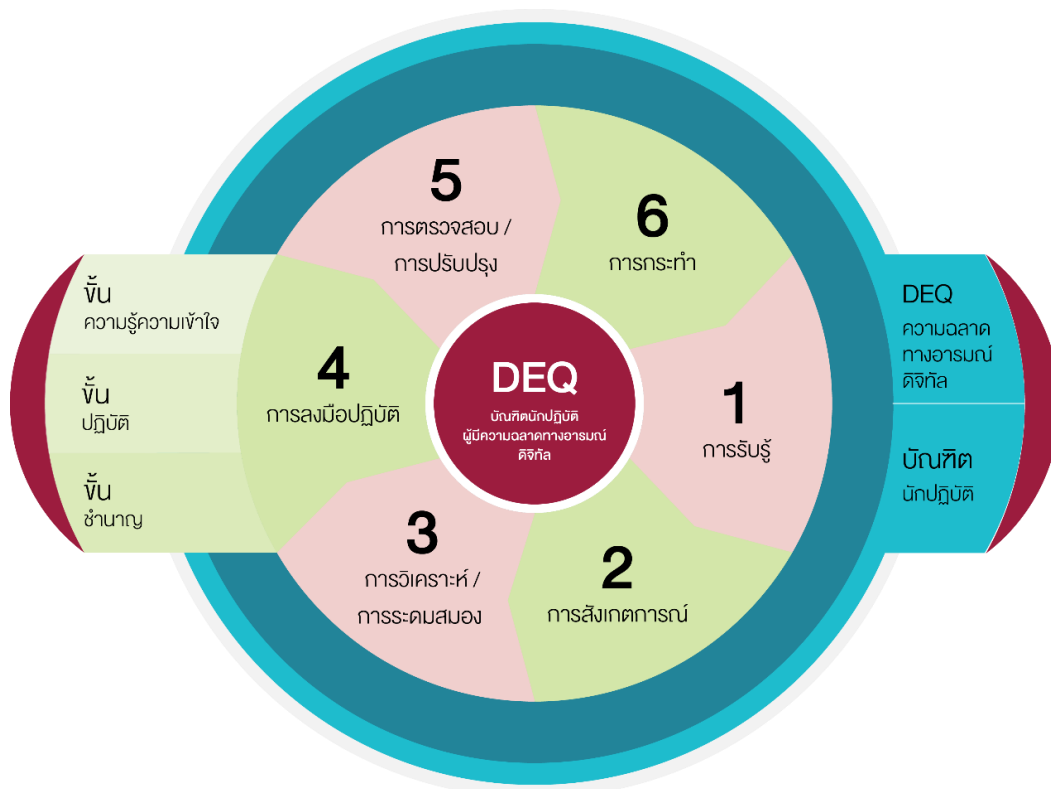 5
การตรวจสอบ /
การปรับปรุง
6
การกระทำ
ขั้น
ความรู้ความเข้าใจ
ขั้น
ปฏิบัติ
ขั้น
ชำนาญ
4
การลงมือปฏิบัติ
DEQ
บัณฑิตนักปฏิบัติ
ผู้มีความฉลาดทางอารมณ์
ดิจิทัล
1
การรับรู้
DEQ
ความฉลาด
ทางอารมณ์
ดิจิทัล
บัณฑิต
นักปฏิบัติ
3
การวิเคราะห์ /
การระดมสมอง
2
การสังเกตการณ์